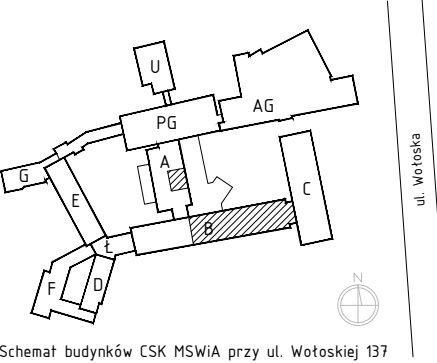 U
AG
PG
A
G
C
E
B
Ł
F
D
ul. Wołoska
N
Schemat budynków CSK MSWiA przy ul. Wołoskiej 137